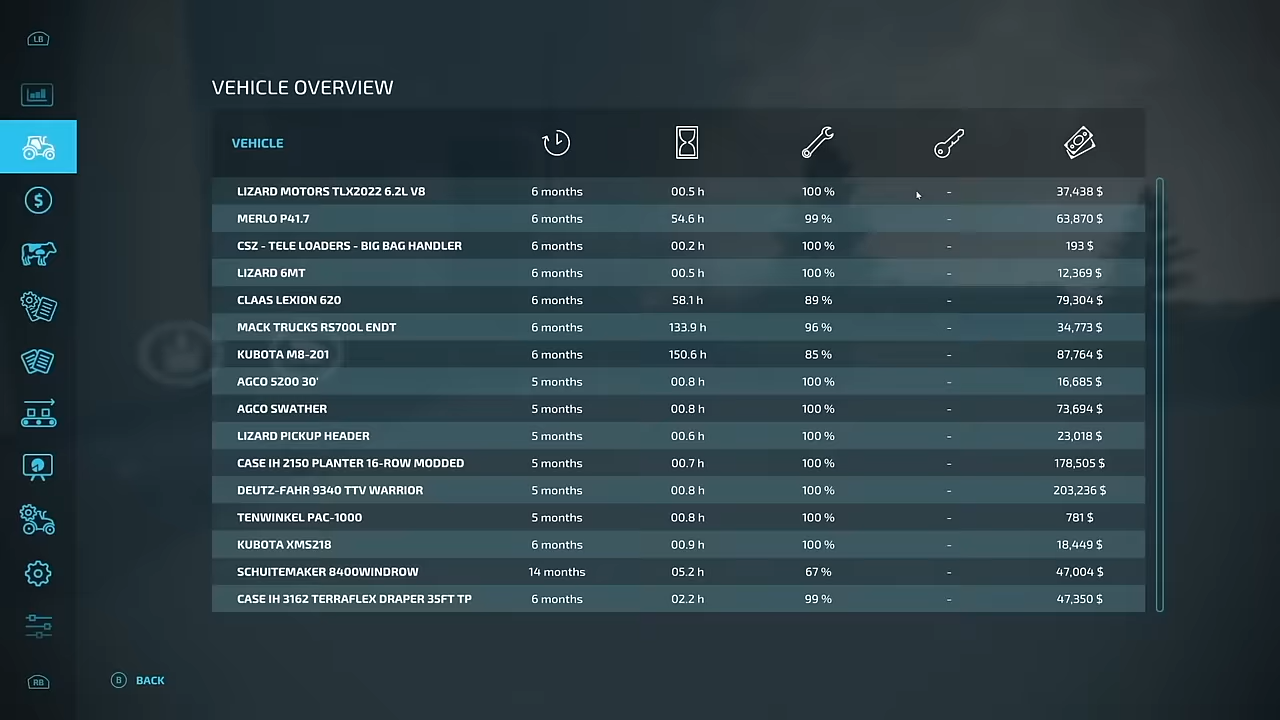 LB
VEHICLE OVERVIEW
VEHICLE
LIZARD MOTORS TLX2022 6.2L V8 6 months 00.5 h 100 % - 37,438 $
MERLO P41.7 6 months 54.6 h 99 % - 63,870 $
CSZ - TELE LOADERS - BIG BAG HANDLER 6 months 00.2 h 100 % - 193 $
LIZARD 6MT 6 months 00.5 h 100 % - 12,369 $
CLAAS LEXION 620 6 months 58.1 h 89 % - 79,304 $
MACK TRUCKS RS700L ENDT 6 months 133.9 h 96 % - 34,773 $
KUBOTA M8-201 6 months 150.6 h 85 % - 87,764 $
AGCO 5200 30' 5 months 00.8 h 100 % - 16,685 $
AGCO SWATHER 5 months 00.8 h 100 % - 73,694 $
LIZARD PICKUP HEADER 5 months 00.6 h 100 % - 23,018 $
CASE IH 2150 PLANTER 16-ROW MODDED 5 months 00.7 h 100 % - 178,505 $
DEUTZ-FAHR 9340 TTV WARRIOR 5 months 00.8 h 100 % - 203,236 $
TENWINKEL PAC-1000 5 months 00.8 h 100 % - 781 $
KUBOTA XMS218 6 months 00.9 h 100 % - 18,449 $
SCHUITEMAKER 8400WINDROW 14 months 05.2 h 67 % - 47,004 $
CASE IH 3162 TERRAFLEX DRAPER 35FT TP 6 months 02.2 h 99 % - 47,350 $
B BACK
RB